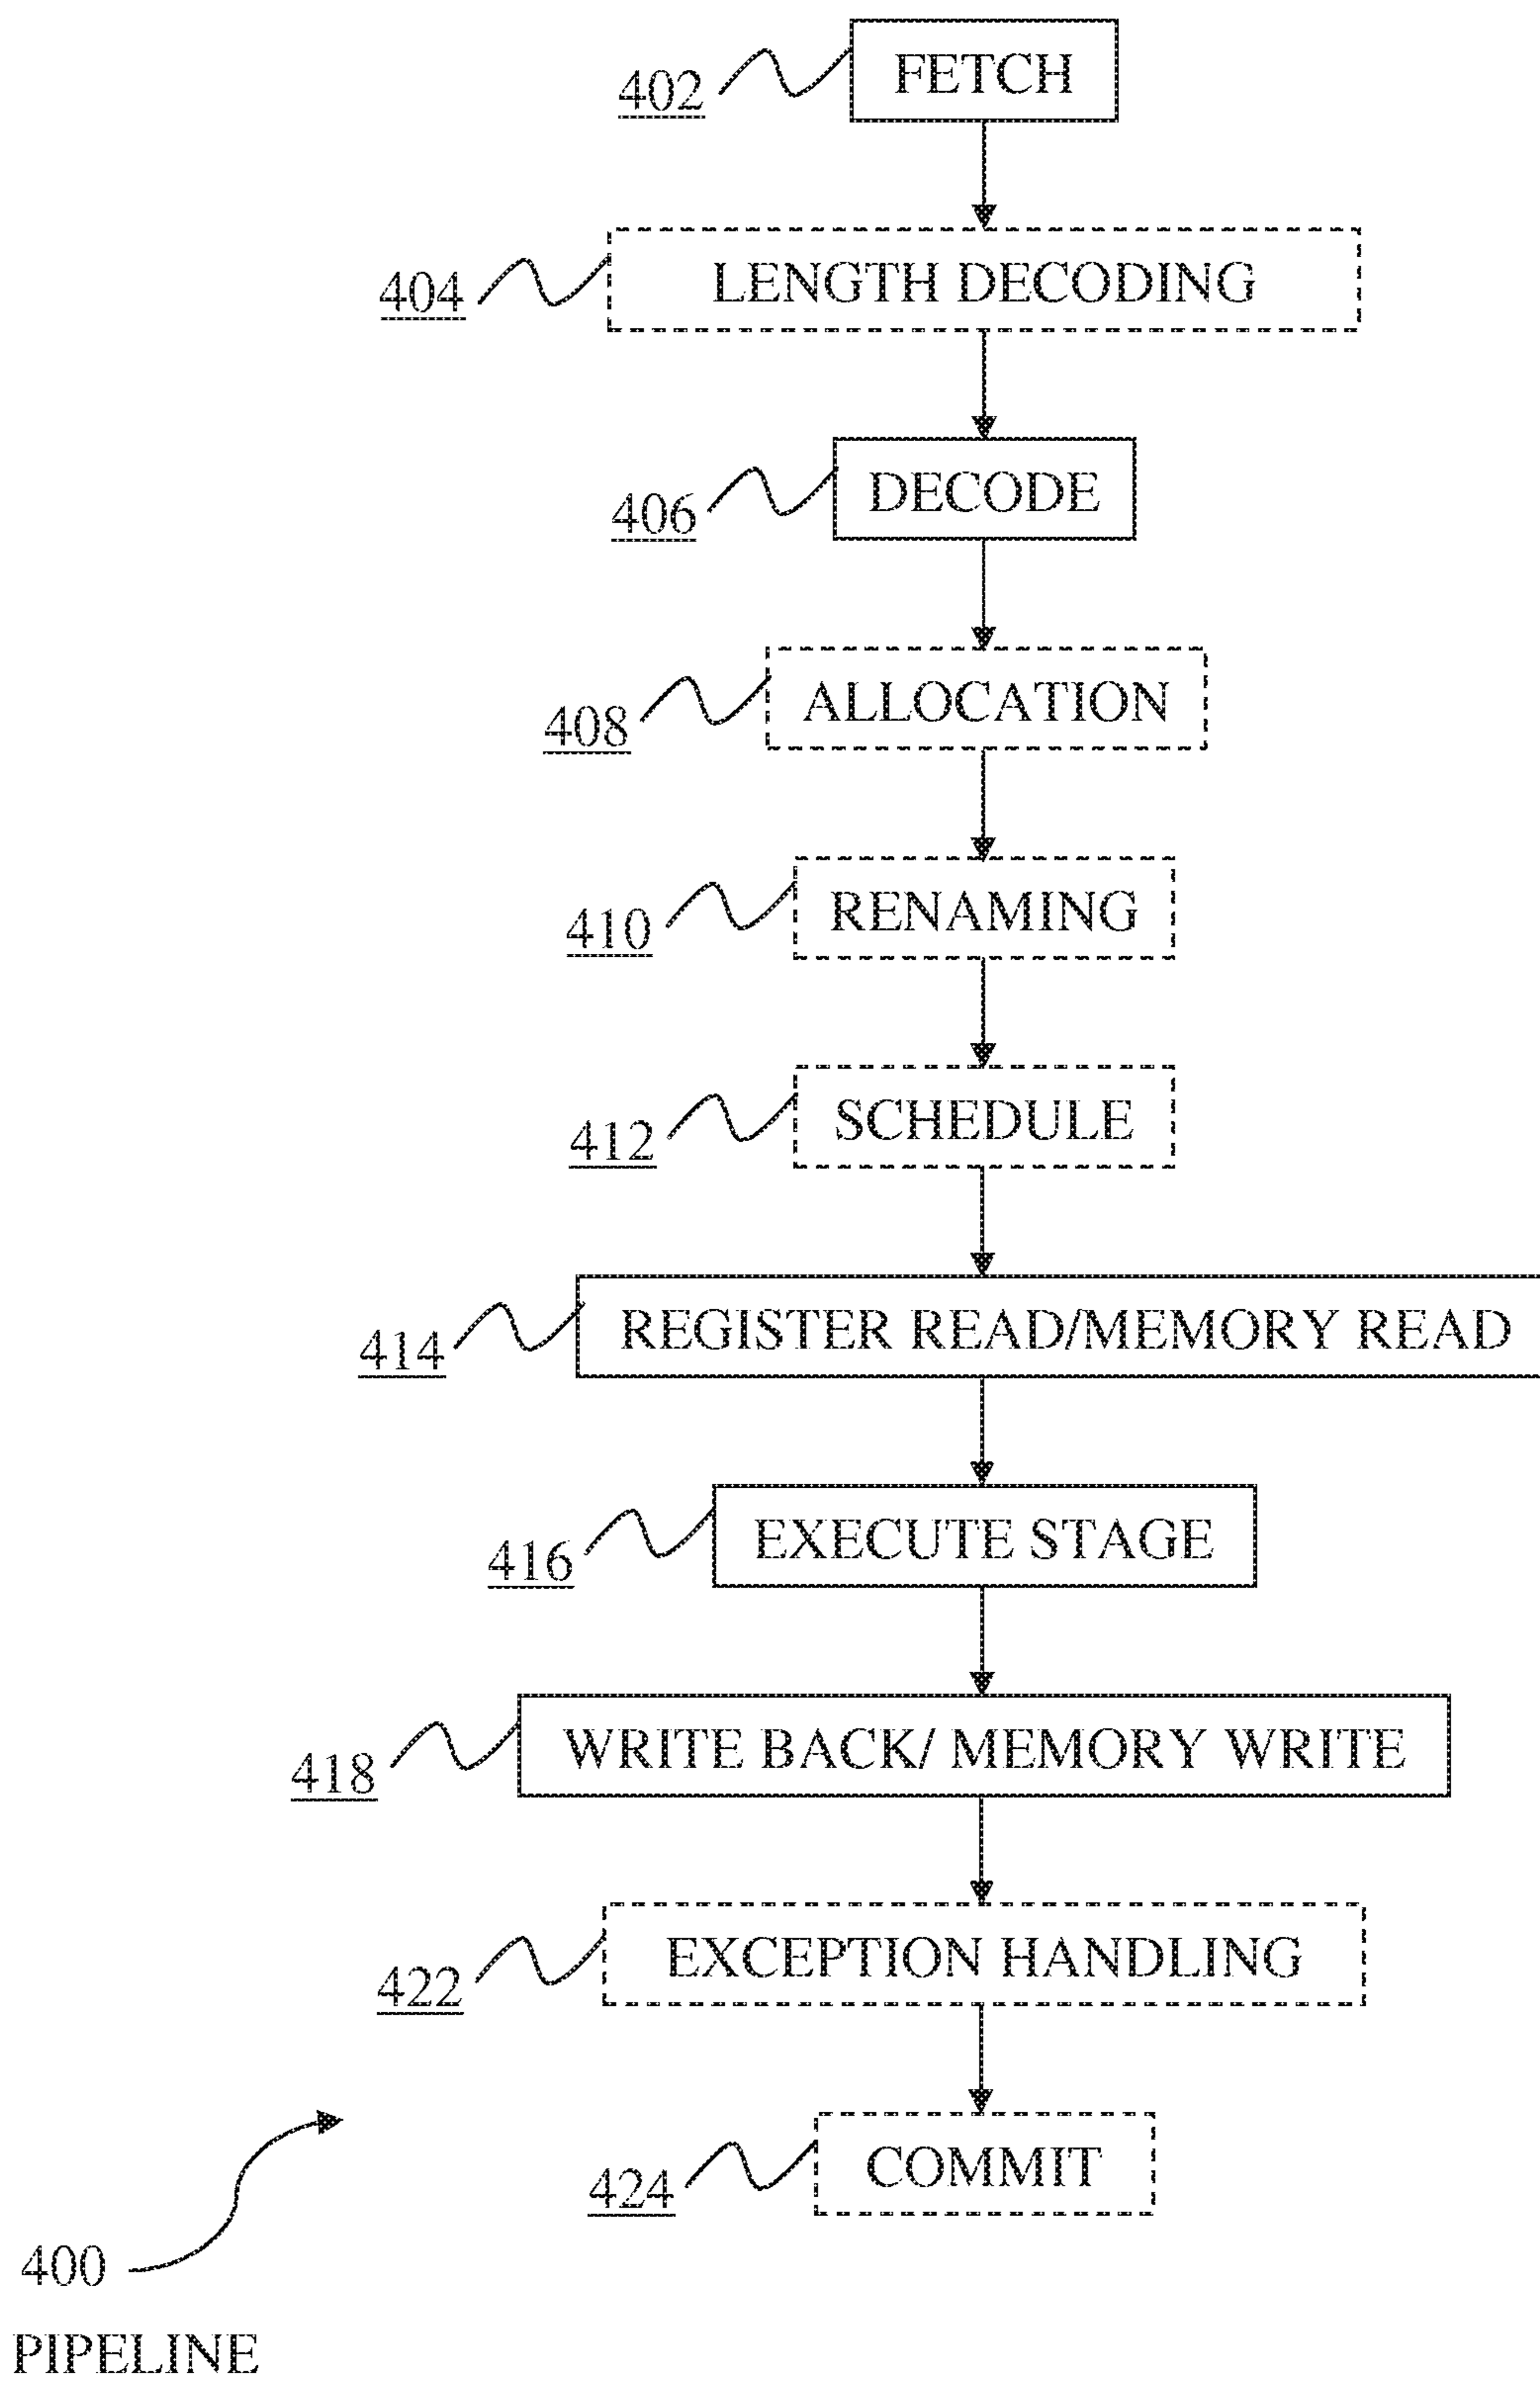 402 FETCH
404 LENGTH DECODING
406 DECODE
408 ALLOCATION
410 RENAMING
412 SCHEDULE
414 REGISTER READ/MEMORY READ
416 EXECUTE STAGE
418 WRITE BACK/ MEMORY WRITE
422 EXCEPTION HANDLING
424 COMMIT
400
PIPELINE